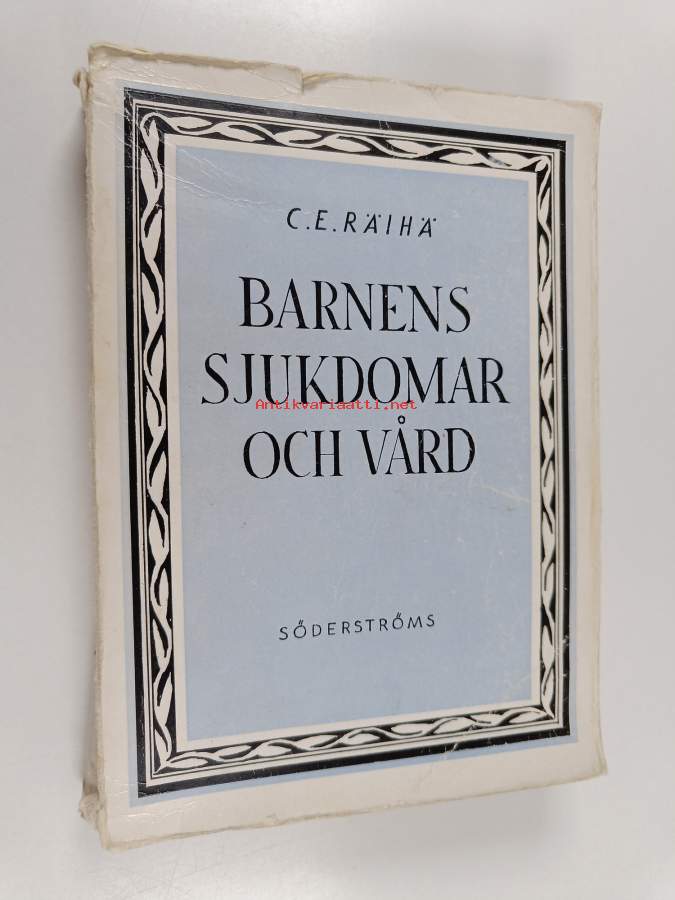 C.E. RÄIHÄ
BARNENS
SJUKDOMAR
Antikvariaatti.net
OCH VÅRD
SÖDERSTRÖMS